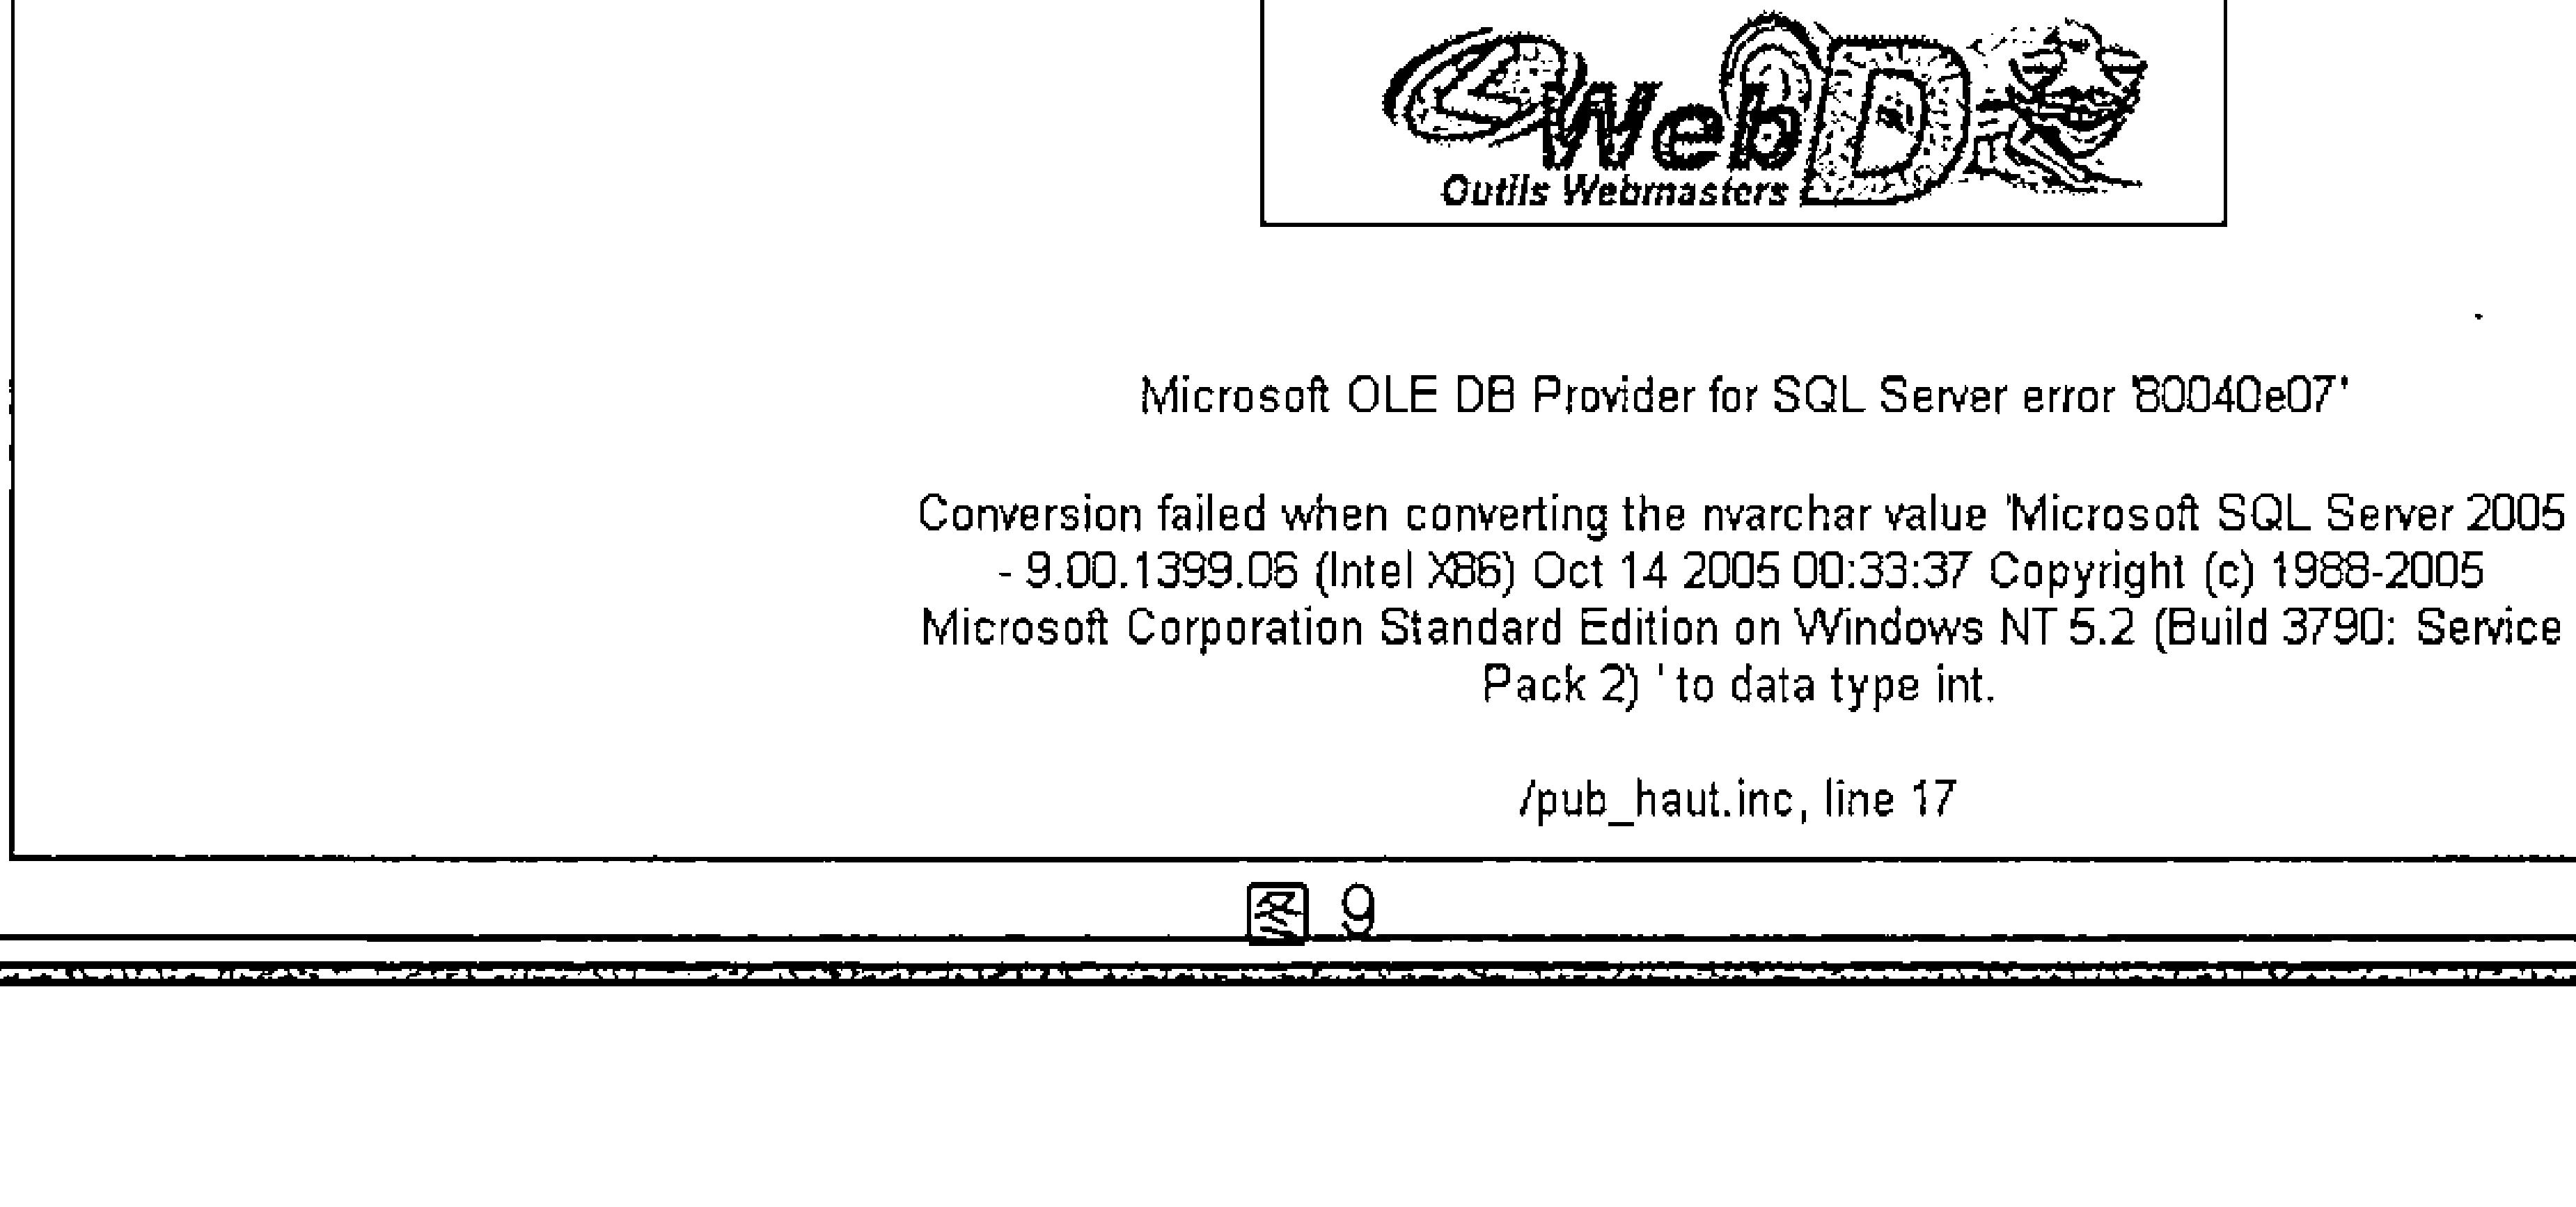 Web
D
Outils Webmasters
Microsoft OLE DB Provider for SQL Server error '80040e07'
Conversion failed when converting the nvarchar value 'Microsoft SQL Server 2005
- 9.00.1399.06 (Intel X86) Oct 14 2005 00:33:37 Copyright (c) 1988-2005
Microsoft Corporation Standard Edition on Windows NT 5.2 (Build 3790: Service
Pack 2) ' to data type int.
/pub_haut.inc, line 17
图 9